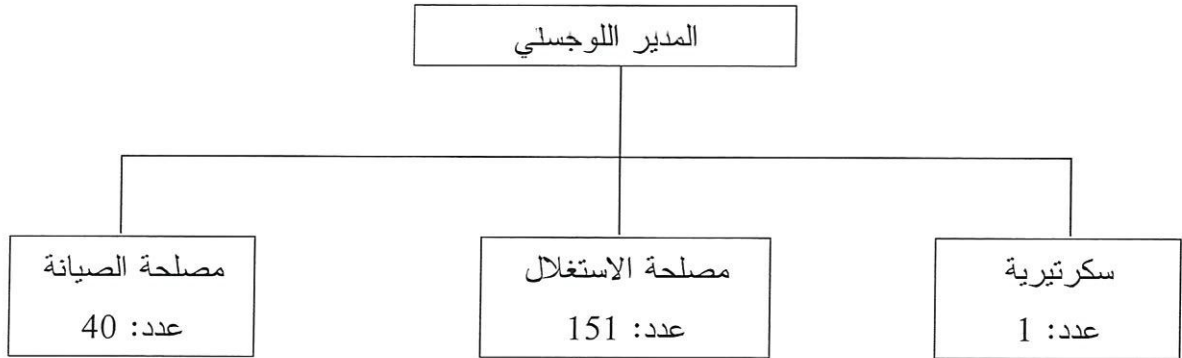 المدير اللوجستي
سكرتيرية
عدد: 1
مصلحة الاستغلال
عدد: 151
مصلحة الصيانة
عدد: 40